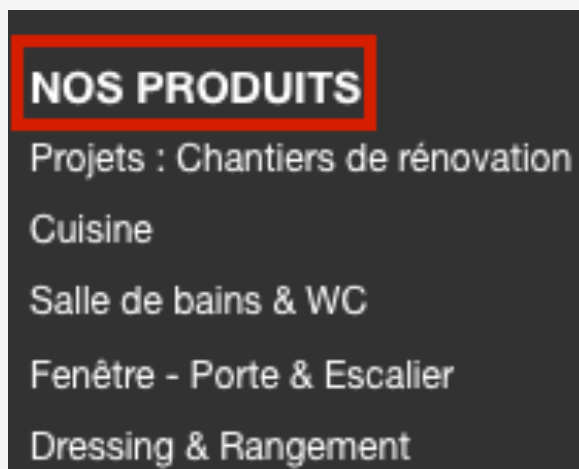 NOS PRODUITS
Projets : Chantiers de rénovation
Cuisine
Salle de bains & WC
Fenêtre - Porte & Escalier
Dressing & Rangement